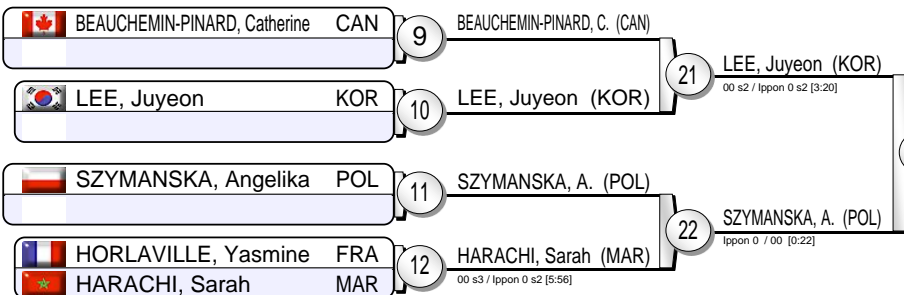 BEAUCHEMIN-PINARD, Catherine CAN
9
BEAUCHEMIN-PINARD, C. (CAN)
21
LEE, Juyeon (KOR)
00 s2 / Ippon 0 s2 [3:20]
LEE, Juyeon KOR
10
LEE, Juyeon (KOR)
SZYMANSKA, Angelika POL
11
SZYMANSKA, A. (POL)
22
SZYMANSKA, A. (POL)
Ippon 0 / 00 [0:22]
HORLAVILLE, Yasmine FRA
12
HARACHI, Sarah (MAR)
00 s3 / Ippon 0 s2 [5:56]
HARACHI, Sarah MAR